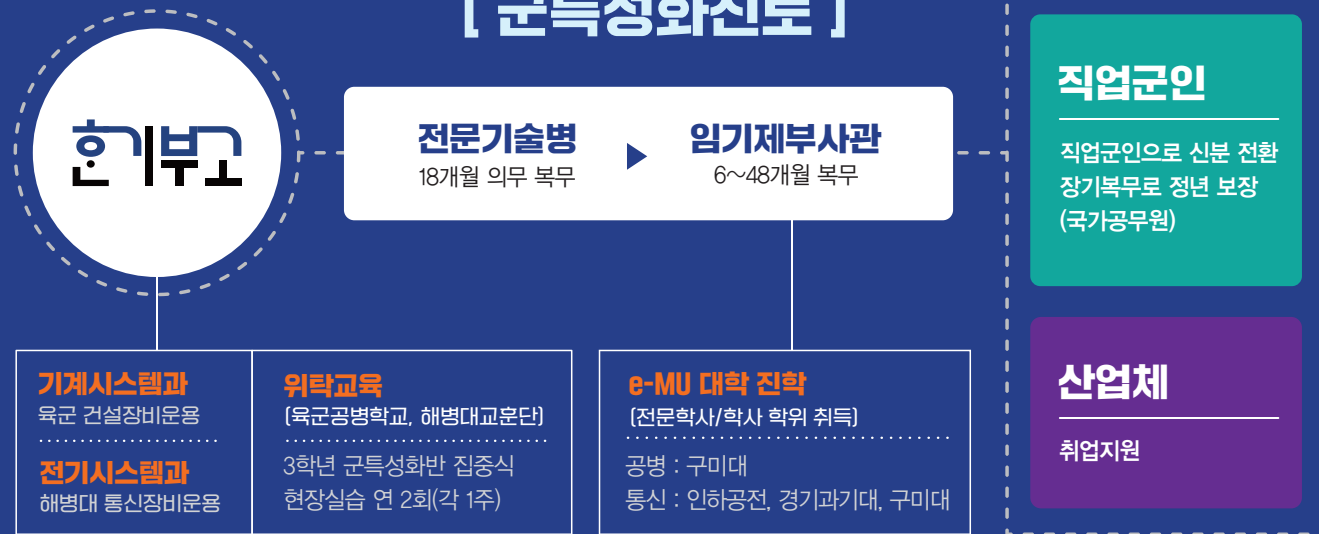 [ 군특성화진로 ]
한기부고
전문기술병
18개월 의무 복무
임기제부사관
6~48개월 복무
직업군인
직업군인으로 신분 전환
장기복무로 정년 보장
(국가공무원)
기계시스템과
육군 건설장비운용
전기시스템과
해병대 통신장비운용
위탁교육
(육군공병학교, 해병대교훈단)
3학년 군특성화반 집중식
현장실습 연 2회(각 1주)
e-MU 대학 진학
(전문학사/학사 학위 취득)
공병 : 구미대
통신 : 인하공전, 경기과기대, 구미대
산업체
취업지원